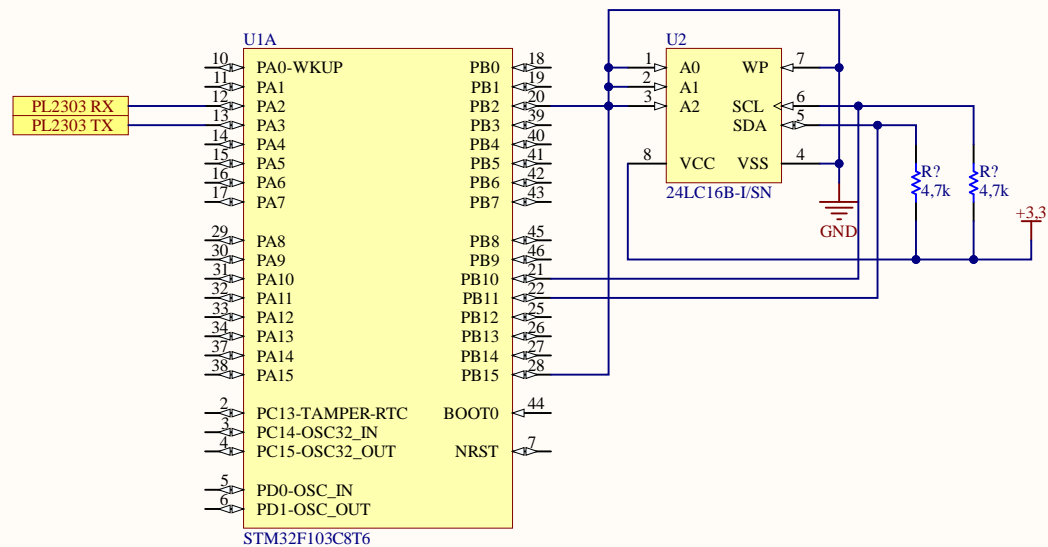 U1A
10 PA0-WKUP PB0 18
11 PA1 PB1 19
PL2303 RX 12 PA2 PB2 20
PL2303 TX 13 PA3 PB3 39
14 PA4 PB4 40
15 PA5 PB5 41
16 PA6 PB6 42
17 PA7 PB7 43
29 PA8 PB8 45
30 PA9 PB9 46
31 PA10 PB10 21
32 PA11 PB11 22
33 PA12 PB12 25
34 PA13 PB13 26
37 PA14 PB14 27
38 PA15 PB15 28
2 PC13-TAMPER-RTC BOOT0 44
3 PC14-OSC32_IN
4 PC15-OSC32_OUT NRST 7
5 PD0-OSC_IN
6 PD1-OSC_OUT
STM32F103C8T6
U2
1 A0 WP 7
2 A1
3 A2 SCL 6
SDA 5
8 VCC VSS 4
24LC16B-I/SN
GND
R?
4,7k
R?
4,7k
+3,3